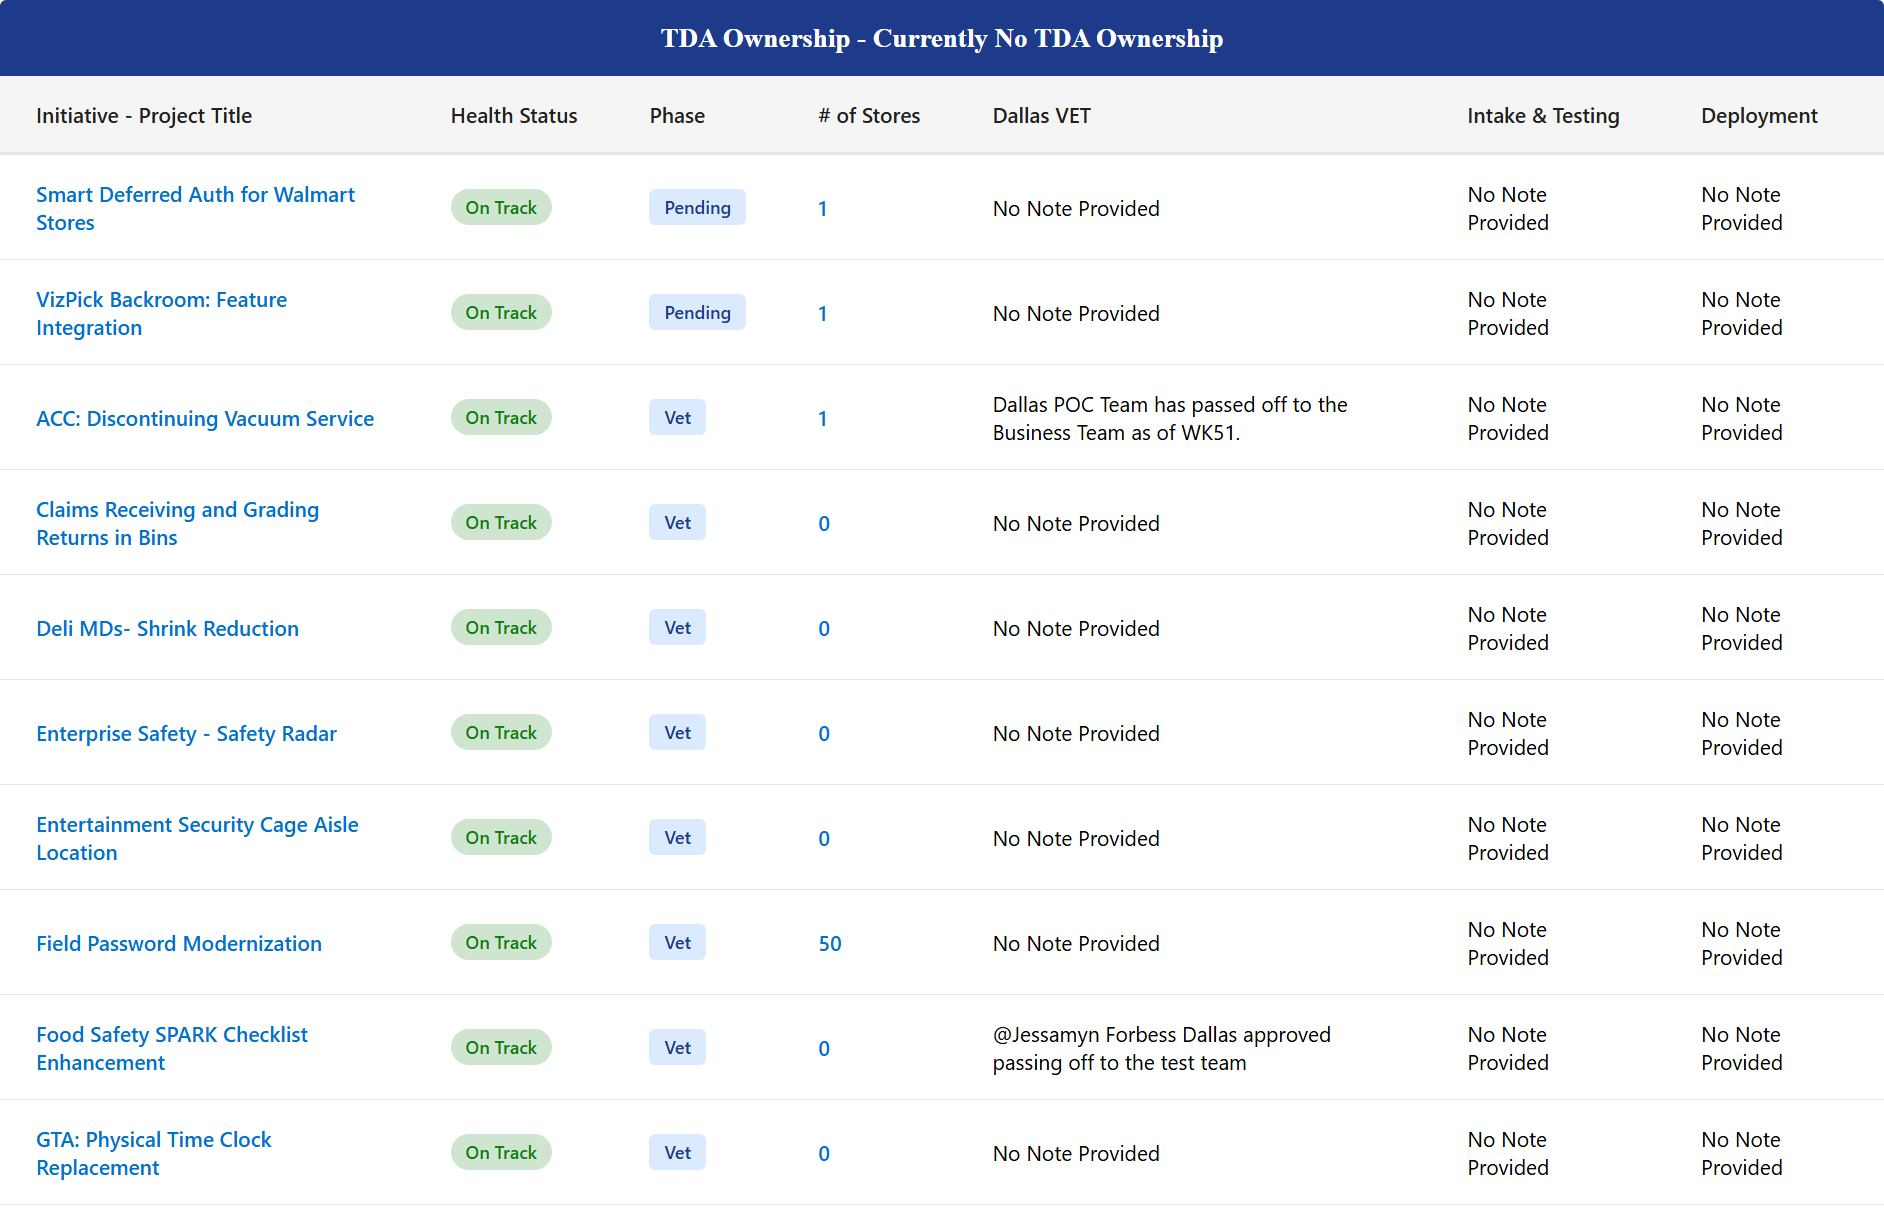 TDA Ownership - Currently No TDA Ownership
Initiative - Project Title Health Status Phase # of Stores Dallas VET Intake & Testing Deployment
Smart Deferred Auth for Walmart
Stores
On Track
Pending
1
No Note Provided
No Note
Provided
No Note
Provided
VizPick Backroom: Feature
Integration
On Track
Pending
1
No Note Provided
No Note
Provided
No Note
Provided
ACC: Discontinuing Vacuum Service
On Track
Vet
1
Dallas POC Team has passed off to the
Business Team as of WK51.
No Note
Provided
No Note
Provided
Claims Receiving and Grading
Returns in Bins
On Track
Vet
0
No Note Provided
No Note
Provided
No Note
Provided
Deli MDs- Shrink Reduction
On Track
Vet
0
No Note Provided
No Note
Provided
No Note
Provided
Enterprise Safety - Safety Radar
On Track
Vet
0
No Note Provided
No Note
Provided
No Note
Provided
Entertainment Security Cage Aisle
Location
On Track
Vet
0
No Note Provided
No Note
Provided
No Note
Provided
Field Password Modernization
On Track
Vet
50
No Note Provided
No Note
Provided
No Note
Provided
Food Safety SPARK Checklist
Enhancement
On Track
Vet
0
@Jessamyn Forbess Dallas approved
passing off to the test team
No Note
Provided
No Note
Provided
GTA: Physical Time Clock
Replacement
On Track
Vet
0
No Note Provided
No Note
Provided
No Note
Provided